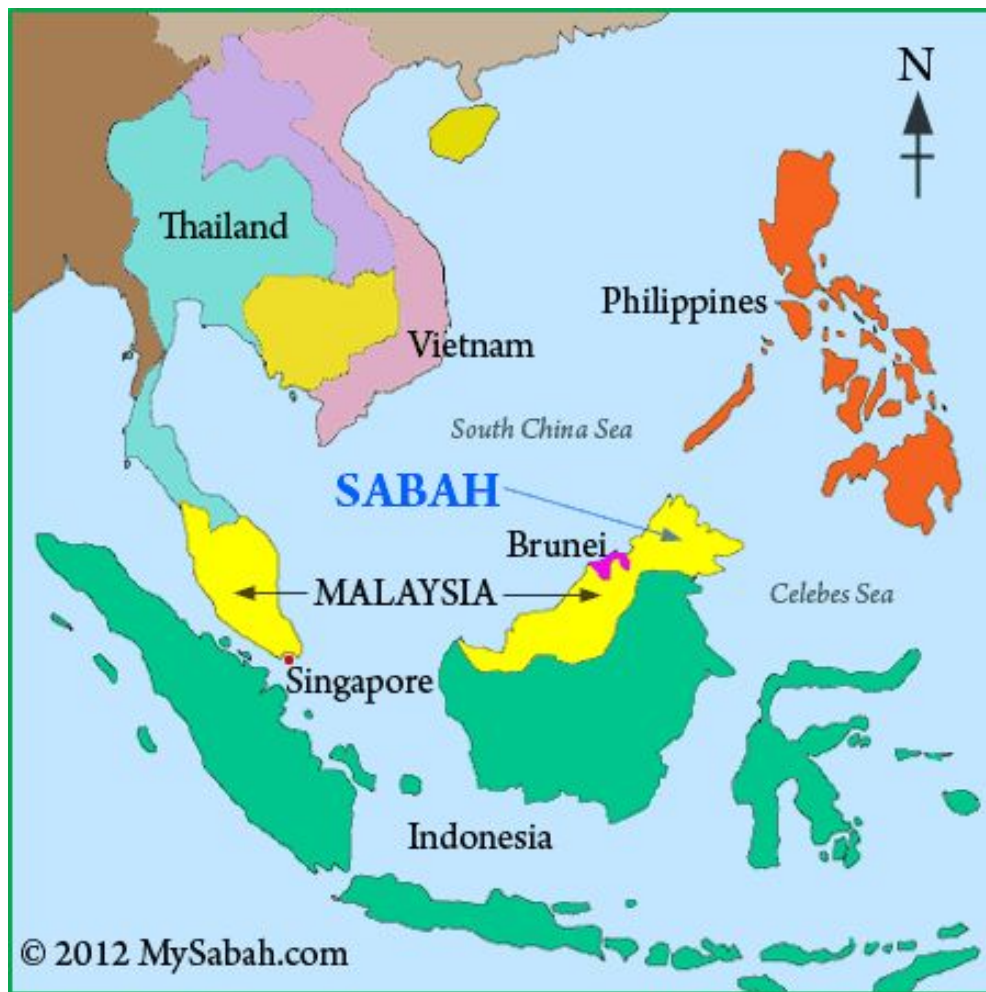 N
Thailand
Philippines
Vietnam
South China Sea
SABAH
Brunei
MALAYSIA
Celebes Sea
Singapore
Indonesia
© 2012 MySabah.com